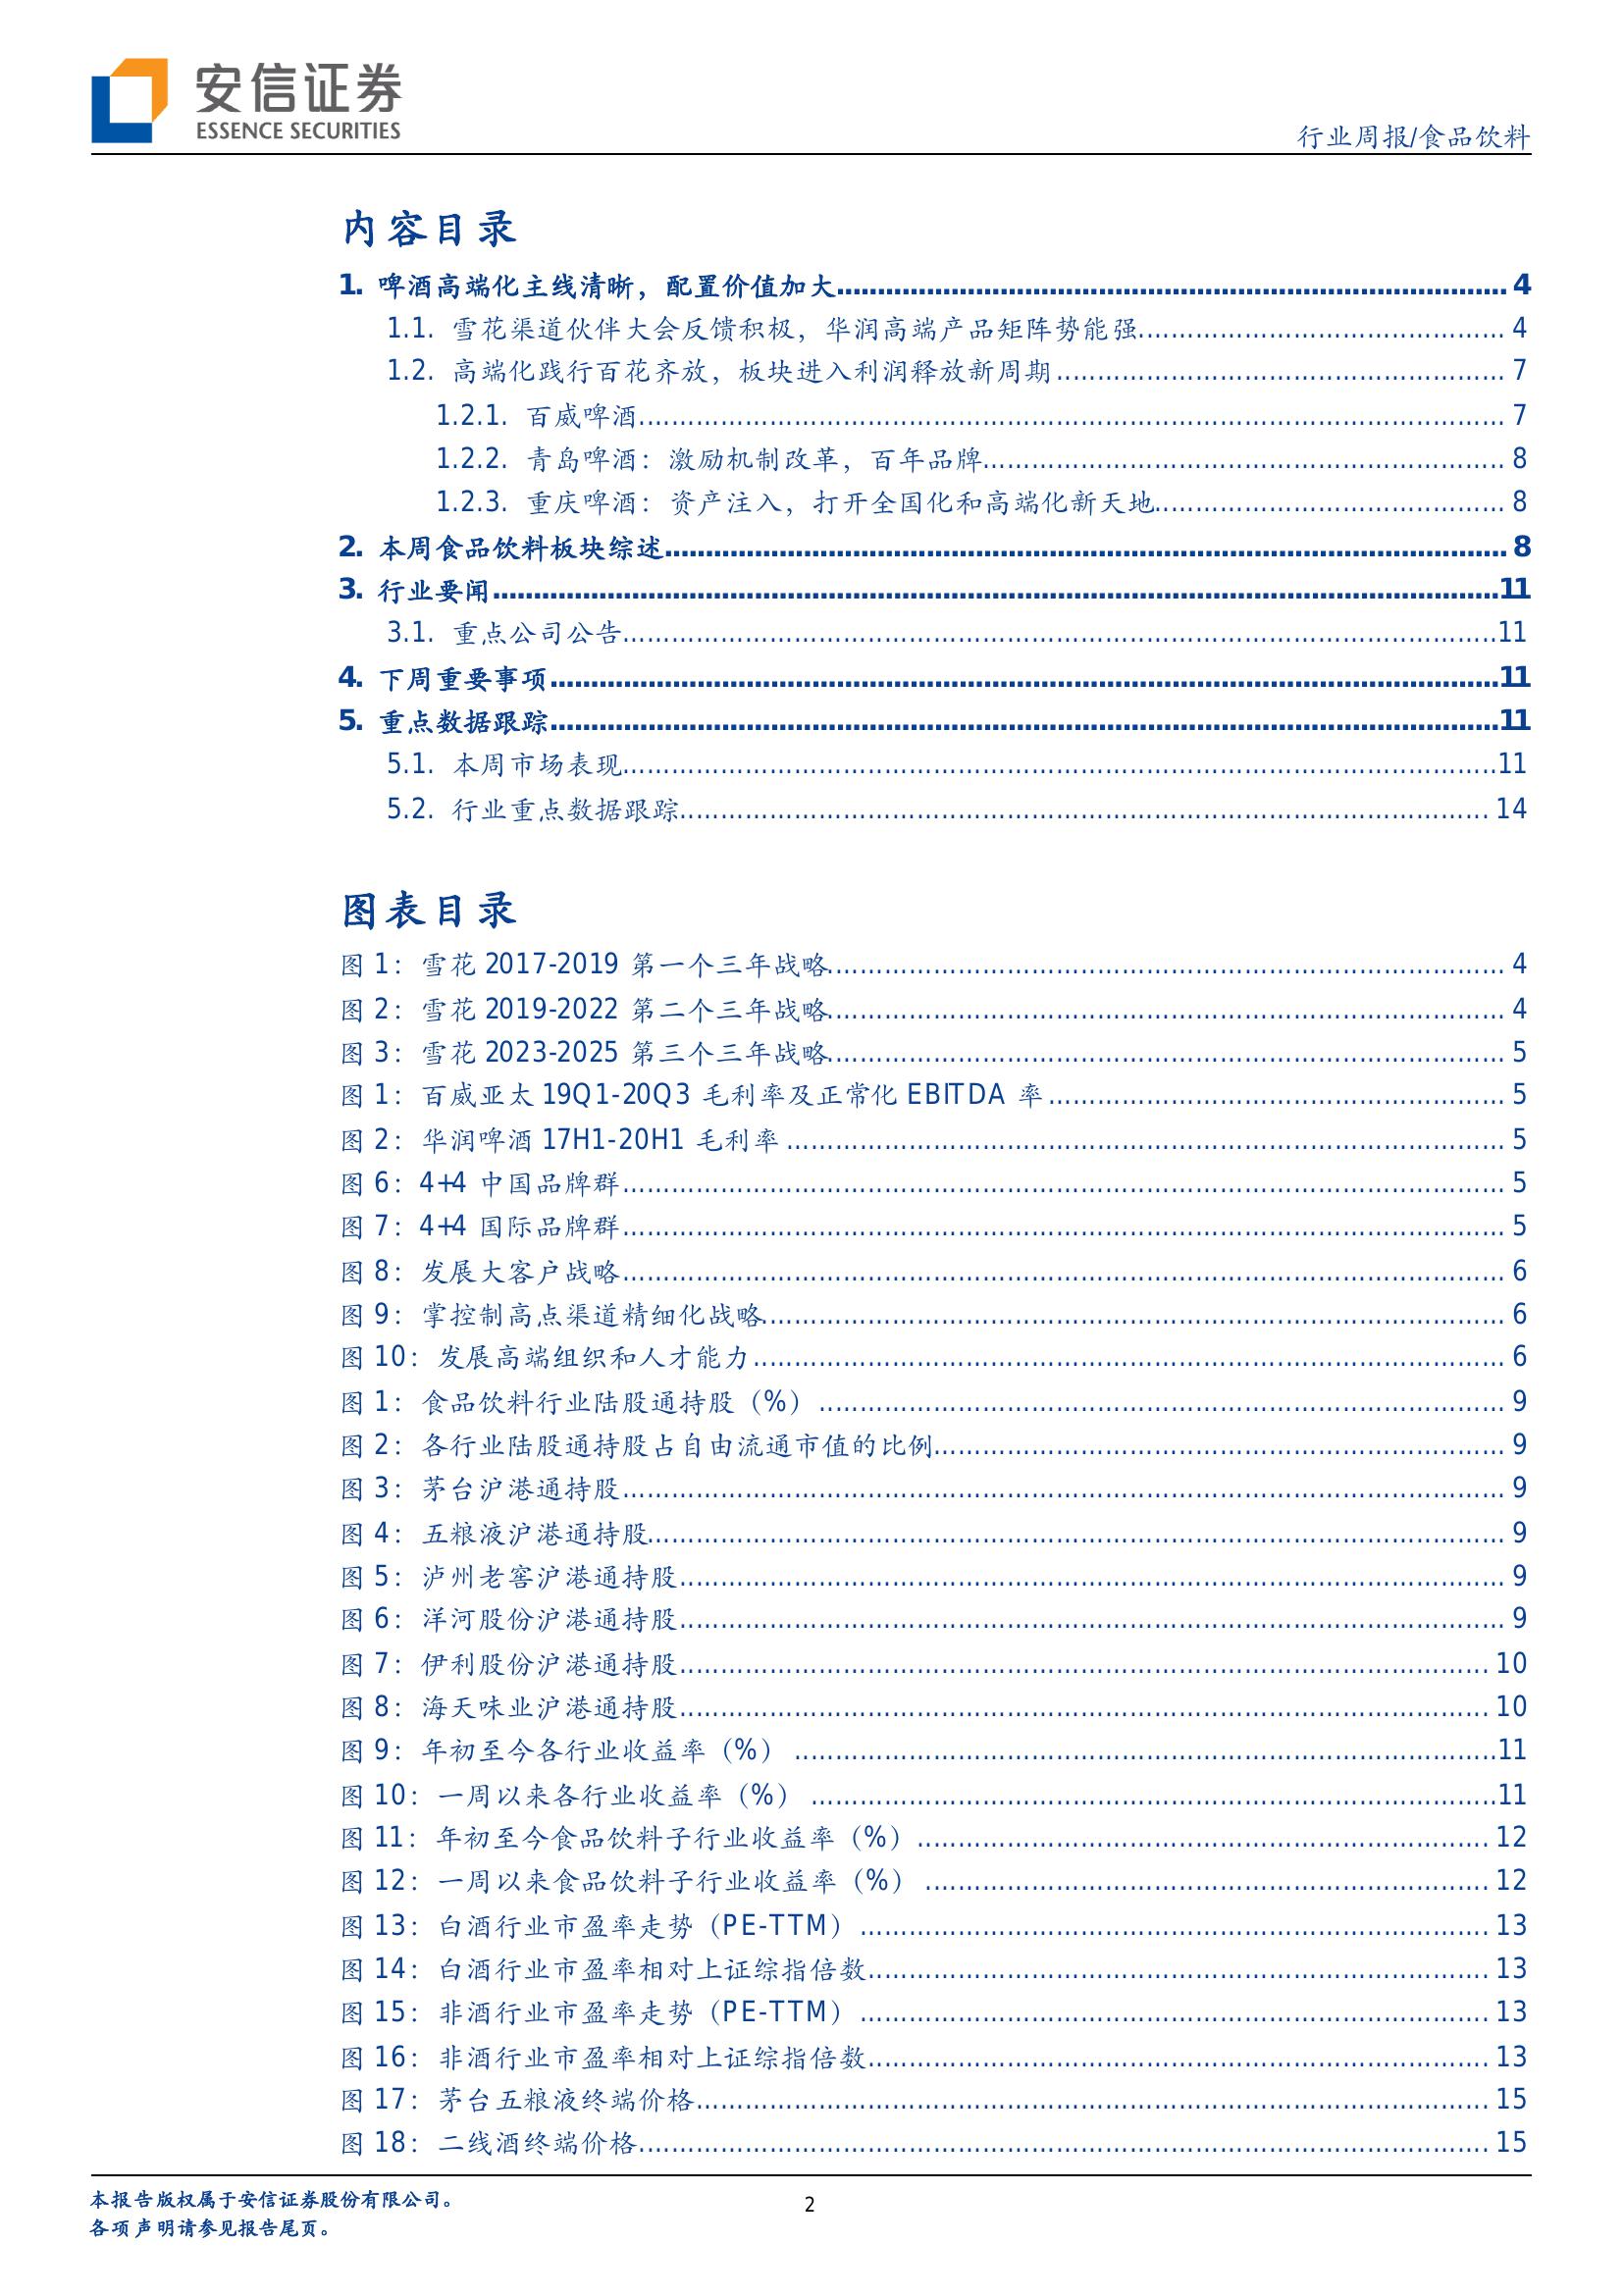 安信证券
ESSENCE SECURITIES
行业周报/食品饮料
内容目录
1. 啤酒高端化主线清晰，配置价值加大 4
1.1. 雪花渠道伙伴大会反馈积极，华润高端产品矩阵势能强 4
1.2. 高端化践行百花齐放，板块进入利润释放新周期 7
1.2.1. 百威啤酒 7
1.2.2. 青岛啤酒：激励机制改革，百年品牌 8
1.2.3. 重庆啤酒：资产注入，打开全国化和高端化新天地 8
2. 本周食品饮料板块综述 8
3. 行业要闻 11
3.1. 重点公司公告 11
4. 下周重要事项 11
5. 重点数据跟踪 11
5.1. 本周市场表现 11
5.2. 行业重点数据跟踪 14
图表目录
图 1：雪花 2017-2019 第一个三年战略 4
图 2：雪花 2019-2022 第二个三年战略 4
图 3：雪花 2023-2025 第三个三年战略 5
图 1：百威亚太 19Q1-20Q3 毛利率及正常化 EBITDA 率 5
图 2：华润啤酒 17H1-20H1 毛利率 5
图 6：4+4 中国品牌群 5
图 7：4+4 国际品牌群 5
图 8：发展大客户战略 6
图 9：掌控制高点渠道精细化战略 6
图 10：发展高端组织和人才能力 6
图 1：食品饮料行业陆股通持股（%） 9
图 2：各行业陆股通持股占自由流通市值的比例 9
图 3：茅台沪港通持股 9
图 4：五粮液沪港通持股 9
图 5：泸州老窖沪港通持股 9
图 6：洋河股份沪港通持股 9
图 7：伊利股份沪港通持股 10
图 8：海天味业沪港通持股 10
图 9：年初至今各行业收益率（%） 11
图 10：一周以来各行业收益率（%） 11
图 11：年初至今食品饮料子行业收益率（%） 12
图 12：一周以来食品饮料子行业收益率（%） 12
图 13：白酒行业市盈率走势（PE-TTM） 13
图 14：白酒行业市盈率相对上证综指倍数 13
图 15：非酒行业市盈率走势（PE-TTM） 13
图 16：非酒行业市盈率相对上证综指倍数 13
图 17：茅台五粮液终端价格 15
图 18：二线酒终端价格 15
本报告版权属于安信证券股份有限公司。
各项声明请参见报告尾页。
2